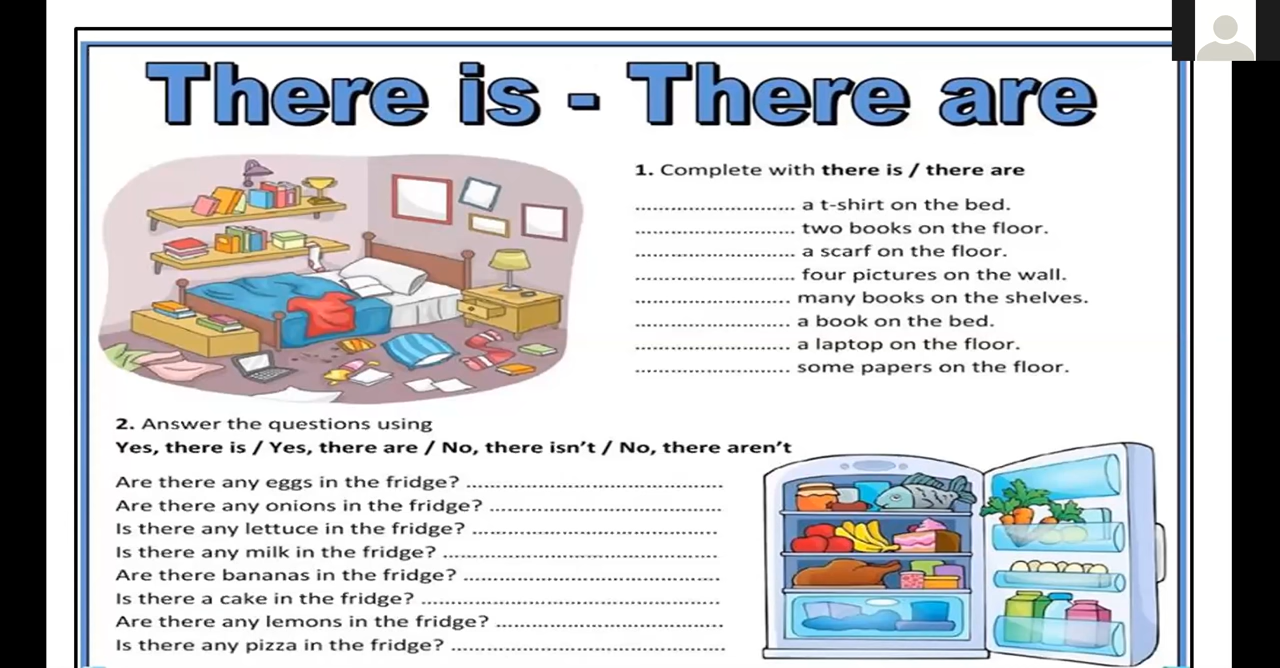 There is - There are
1. Complete with there is / there are
............................ a t-shirt on the bed.
............................ two books on the floor.
............................ a scarf on the floor.
............................ four pictures on the wall.
........................... many books on the shelves.
........................... a book on the bed.
........................... a laptop on the floor.
........................... some papers on the floor.
2. Answer the questions using
Yes, there is / Yes, there are / No, there isn't / No, there aren't
Are there any eggs in the fridge? .............................................
Are there any onions in the fridge? ........................................
Is there any lettuce in the fridge? ...........................................
Is there any milk in the fridge? ................................................
Are there bananas in the fridge? .............................................
Is there a cake in the fridge? ....................................................
Are there any lemons in the fridge? .......................................
Is there any pizza in the fridge? ................................................